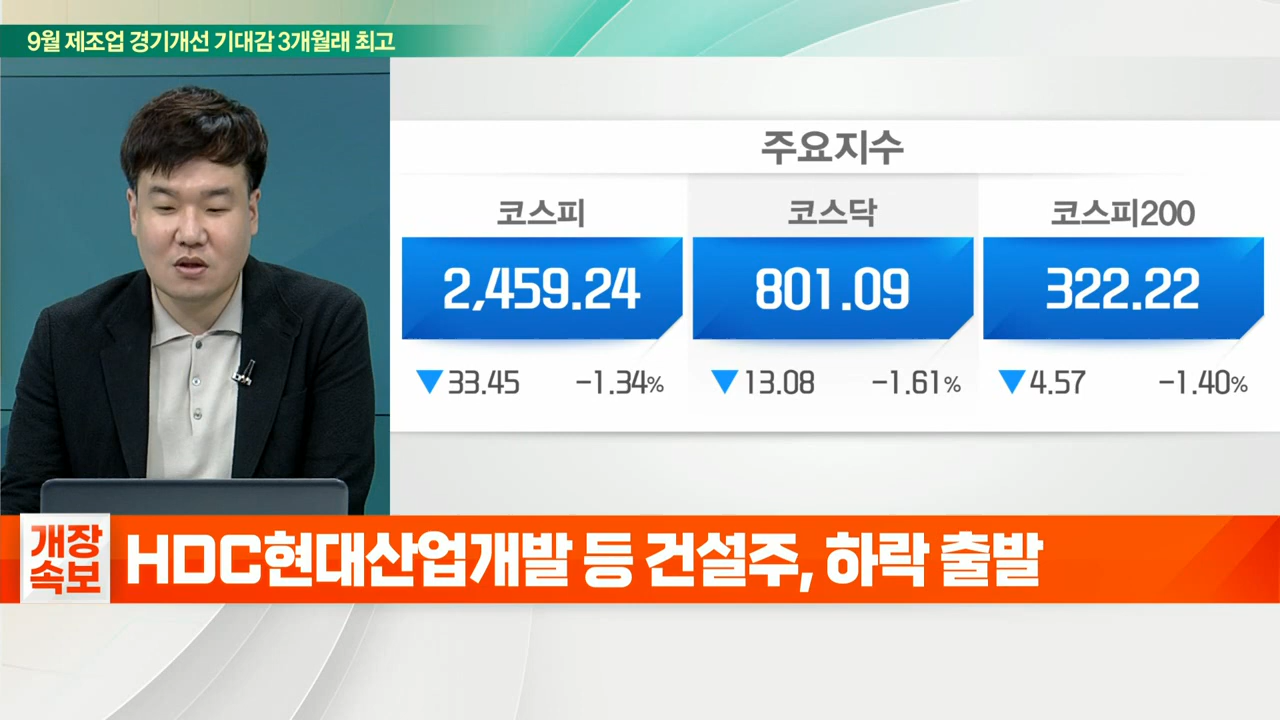 9월 제조업 경기개선 기대감 3개월래 최고
주요지수
코스피
코스닥
코스피200
2,459.24
801.09
322.22
▼33.45 -1.34%
▼13.08 -1.61%
▼4.57 -1.40%
개장
속보
HDC현대산업개발 등 건설주, 하락 출발